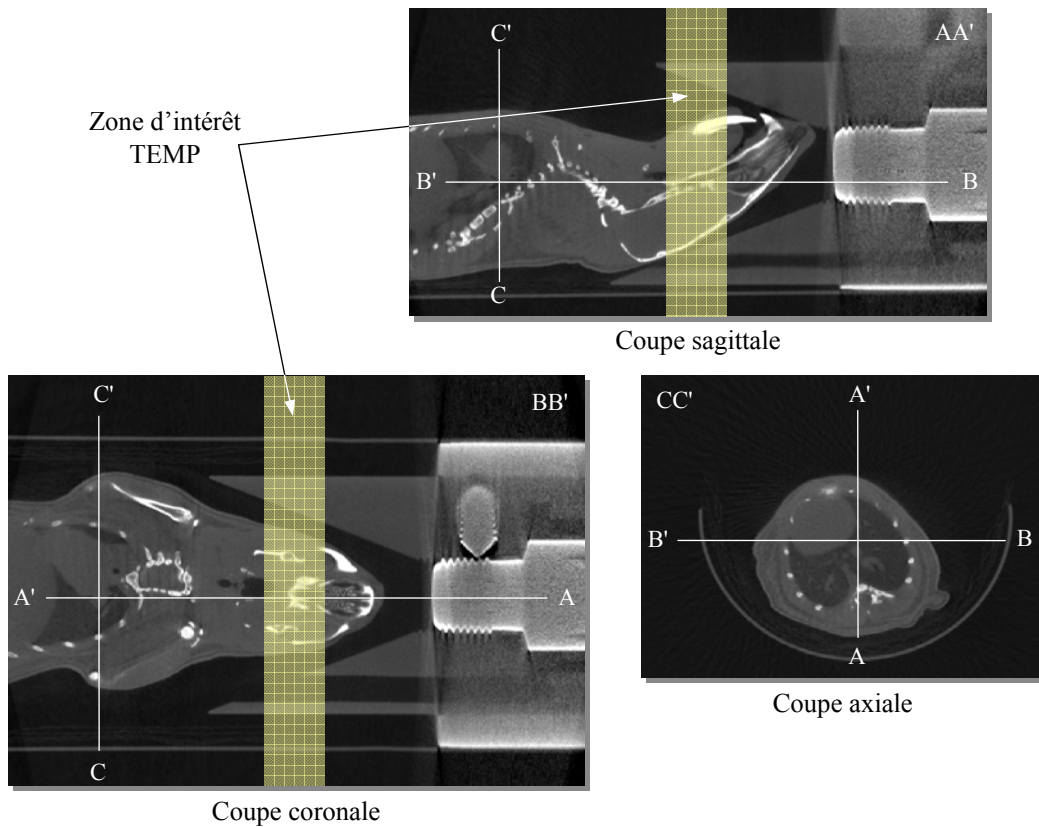 C'
AA'
Zone d'intérêt
TEMP
B'
B
C
Coupe sagittale
C'
BB'
A'
A
C
Coupe coronale
CC'
A'
B'
B
A
Coupe axiale